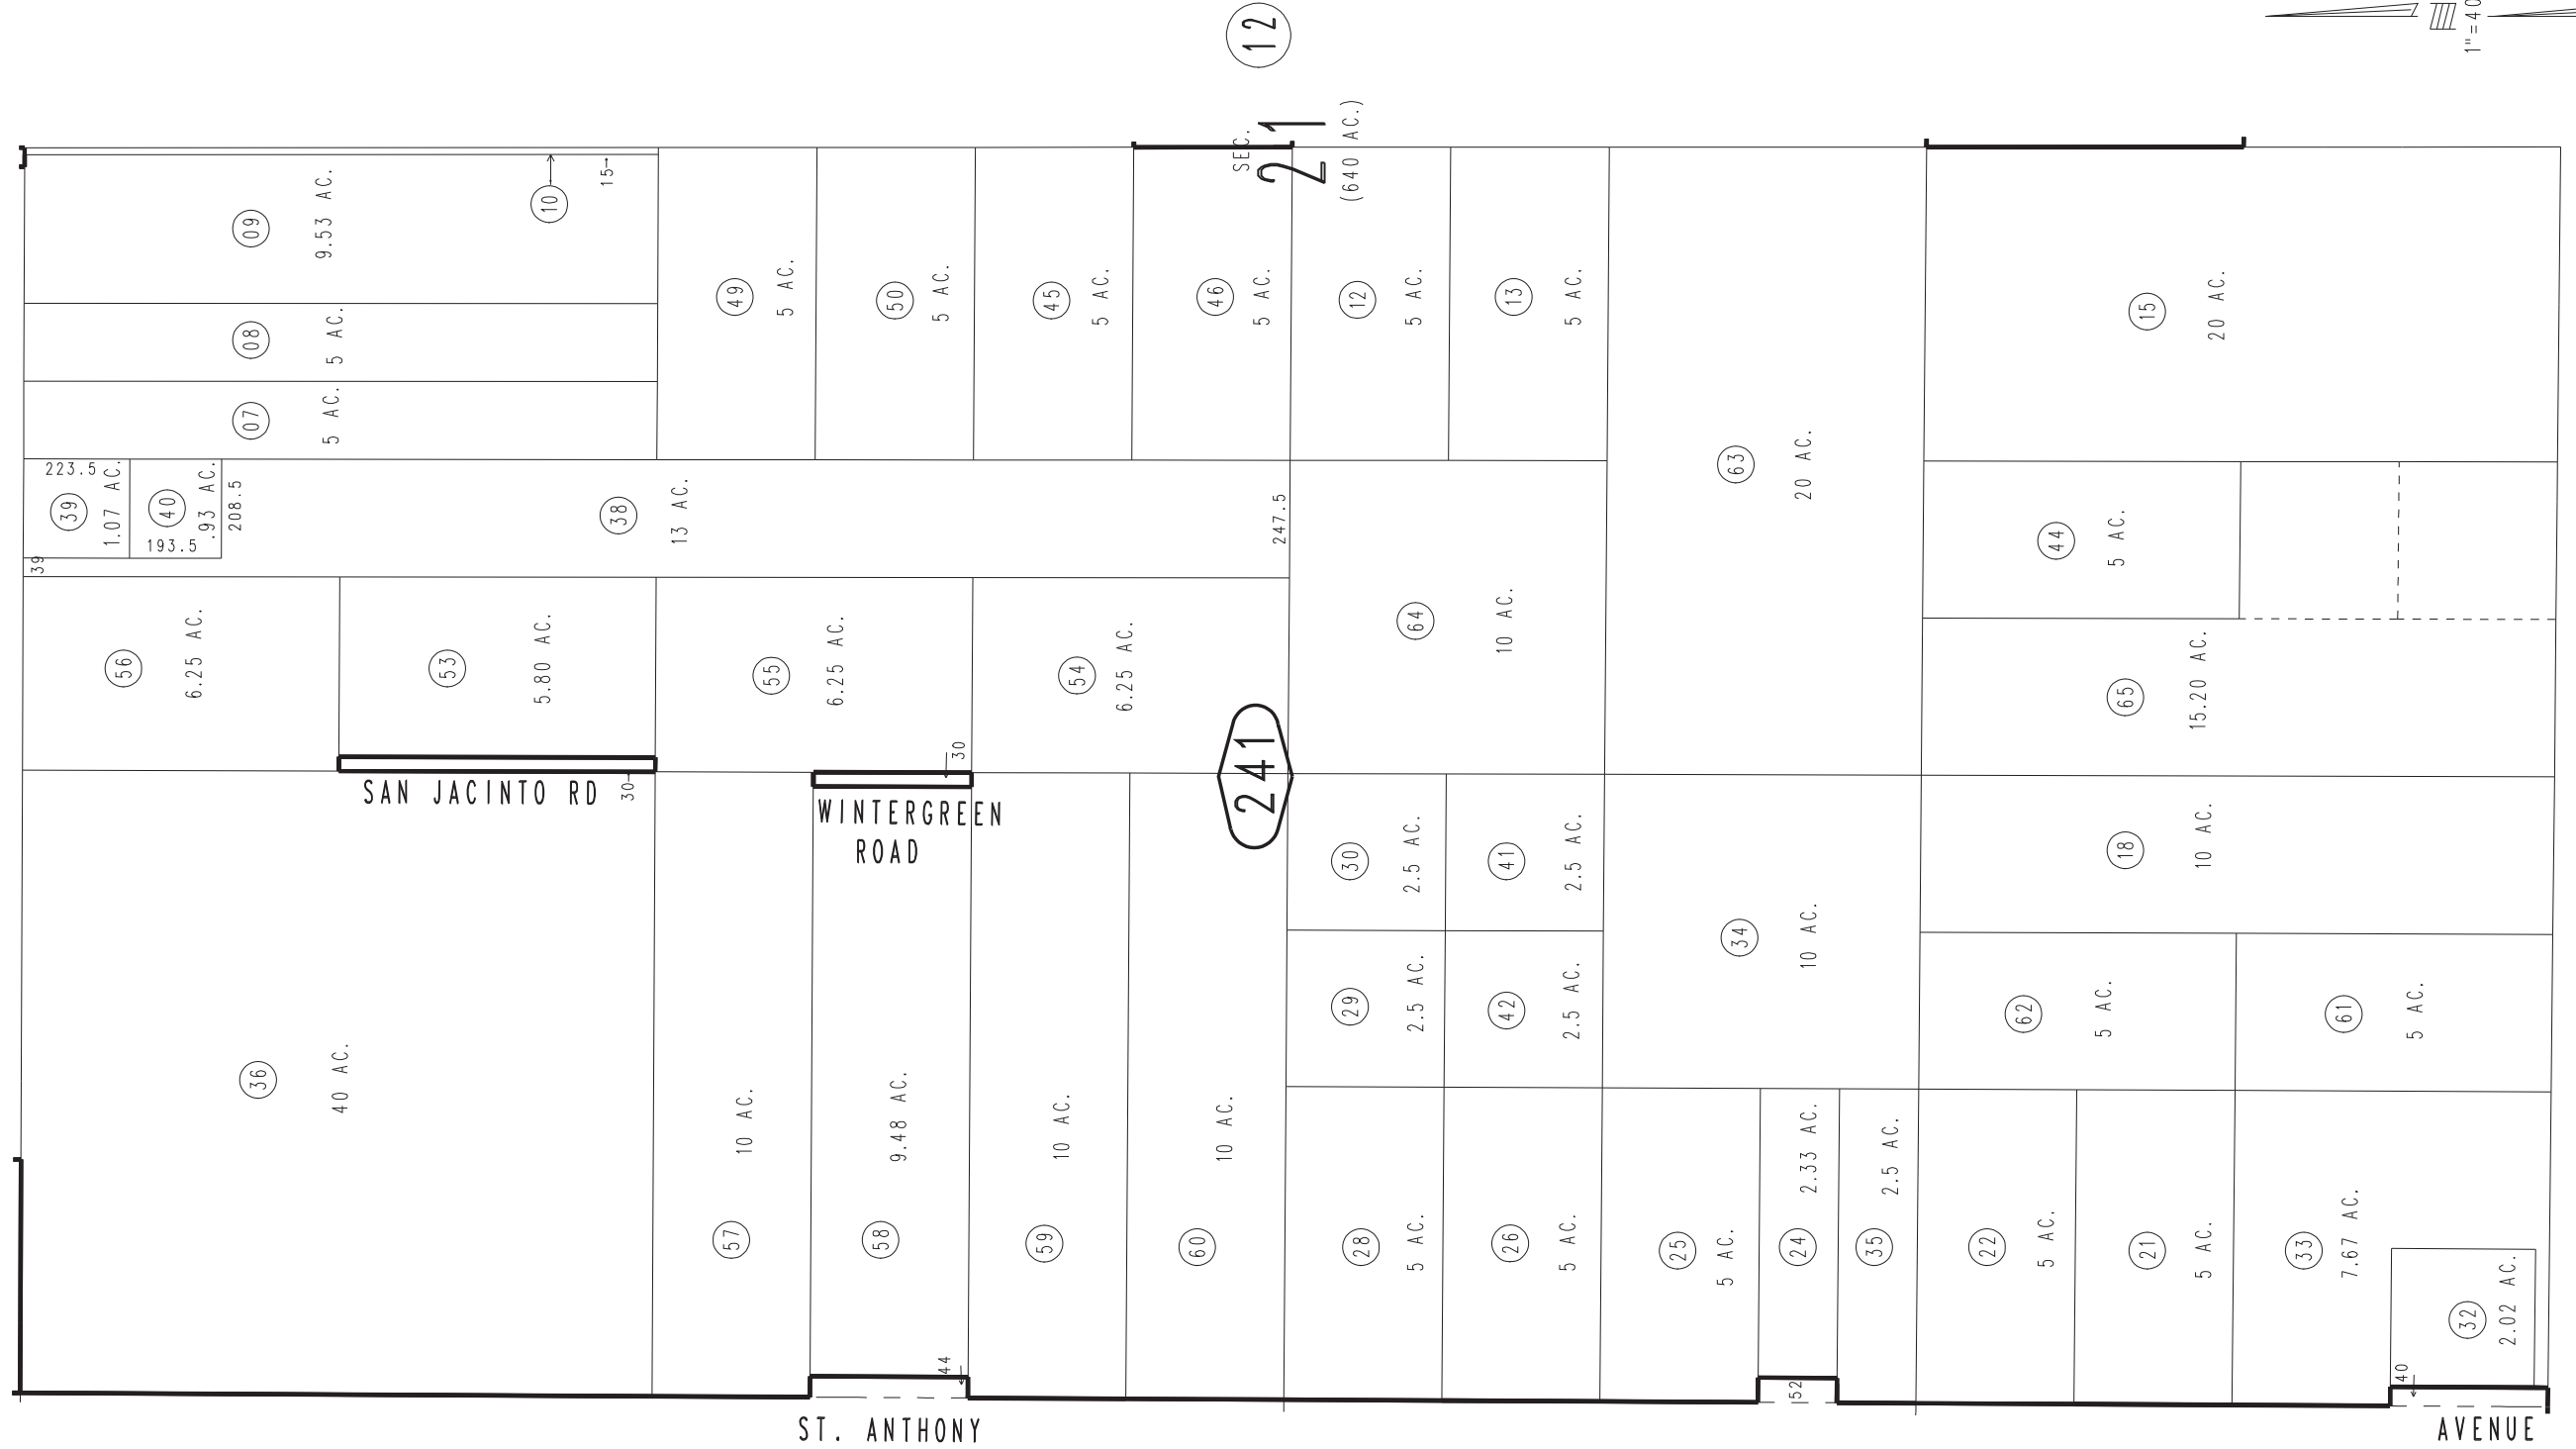 12
1"=40
SEC.
21
(640 AC.)
09
9.53 AC.
10
15
08
5 AC.
07
5 AC.
49
5 AC.
50
5 AC.
45
5 AC.
46
5 AC.
12
5 AC.
13
5 AC.
15
20 AC.
223.5
39
1.07 AC.
40
.93 AC.
193.5
208.5
39
38
13 AC.
247.5
63
20 AC.
44
5 AC.
56
6.25 AC.
53
5.80 AC.
55
6.25 AC.
54
6.25 AC.
64
10 AC.
65
15.20 AC.
SAN JACINTO RD
30
30
WINTERGREEN
ROAD
241
30
2.5 AC.
41
2.5 AC.
18
10 AC.
34
10 AC.
29
2.5 AC.
42
2.5 AC.
62
5 AC.
61
5 AC.
36
40 AC.
57
10 AC.
58
9.48 AC.
59
10 AC.
60
10 AC.
28
5 AC.
26
5 AC.
25
5 AC.
24
2.33 AC.
35
2.5 AC.
22
5 AC.
21
5 AC.
33
7.67 AC.
32
2.02 AC.
44
52
40
ST. ANTHONY
AVENUE